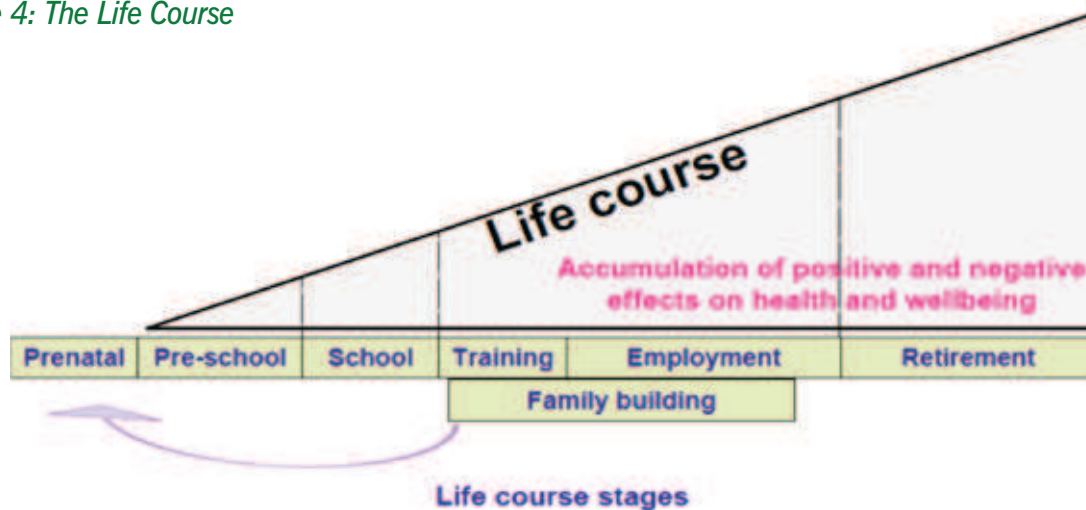 4: The Life Course
Life course
Accumulation of positive and negative
effects on health and wellbeing
Prenatal Pre-school School Training Employment Retirement
Family building
Life course stages